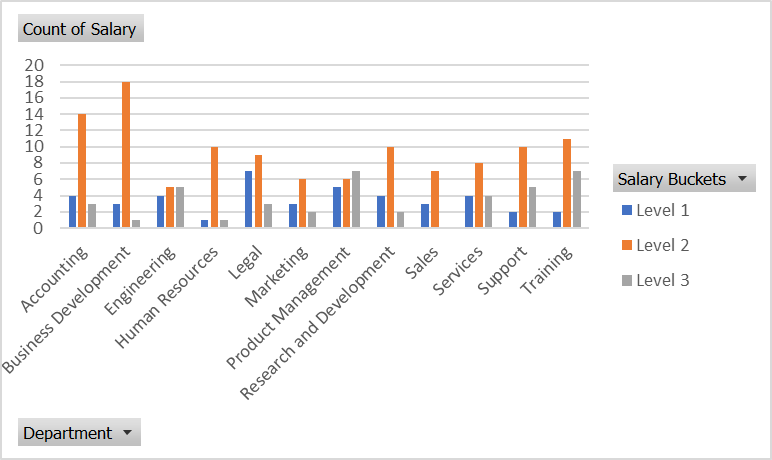 Count of Salary
20
18
16
14
12
10
8
6
4
2
0
Accounting
Business Development
Engineering
Human Resources
Legal
Marketing
Product Management
Research and Development
Sales
Services
Support
Training
Salary Buckets
Level 1
Level 2
Level 3
Department